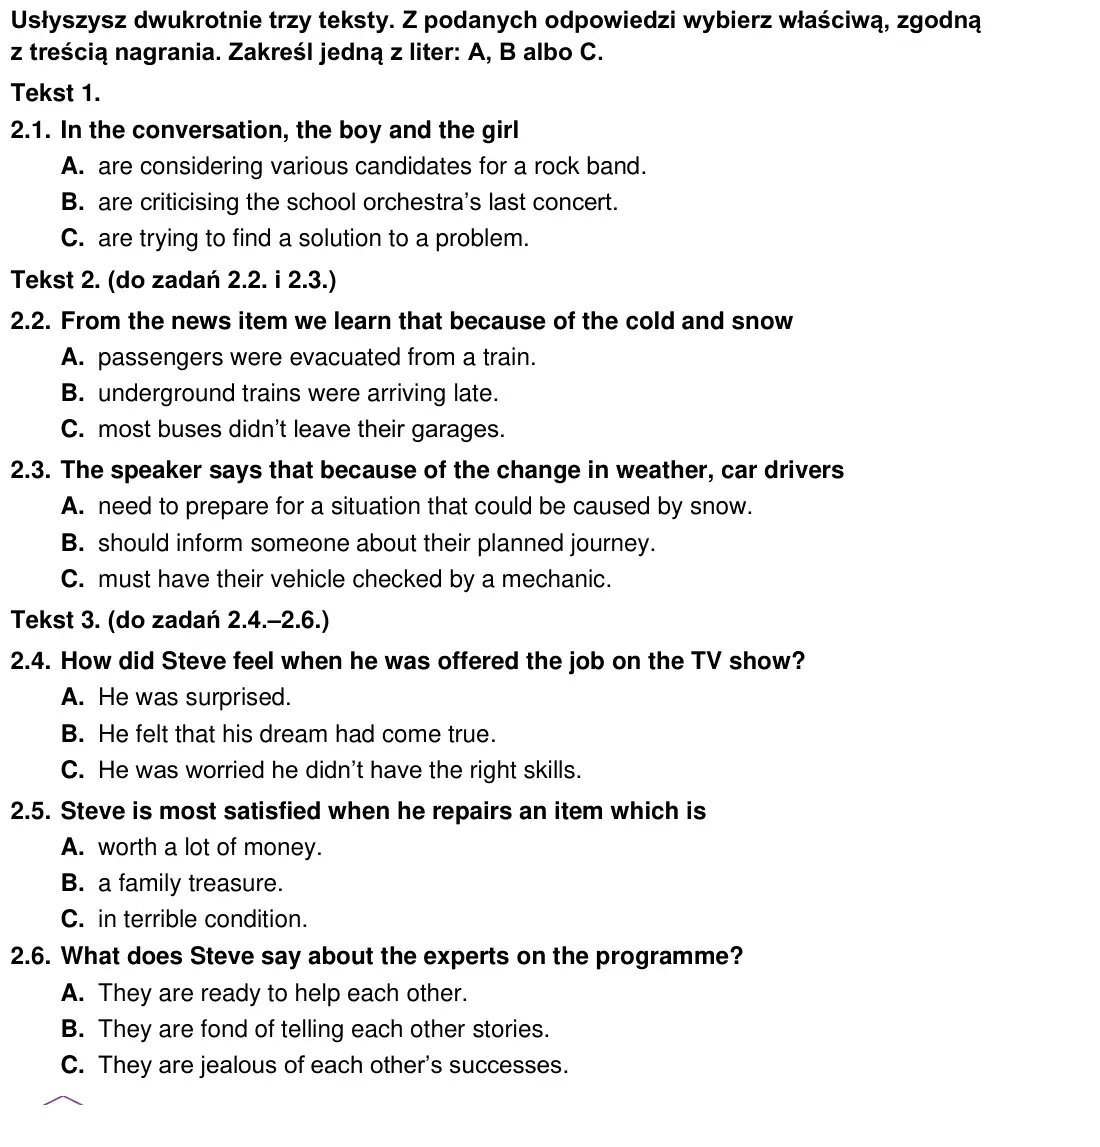 Usłyszysz dwukrotnie trzy teksty. Z podanych odpowiedzi wybierz właściwą, zgodną
z treścią nagrania. Zakreśl jedną z liter: A, B albo C.
Tekst 1.
2.1. In the conversation, the boy and the girl
A. are considering various candidates for a rock band.
B. are criticising the school orchestra’s last concert.
C. are trying to find a solution to a problem.
Tekst 2. (do zadań 2.2. i 2.3.)
2.2. From the news item we learn that because of the cold and snow
A. passengers were evacuated from a train.
B. underground trains were arriving late.
C. most buses didn’t leave their garages.
2.3. The speaker says that because of the change in weather, car drivers
A. need to prepare for a situation that could be caused by snow.
B. should inform someone about their planned journey.
C. must have their vehicle checked by a mechanic.
Tekst 3. (do zadań 2.4.–2.6.)
2.4. How did Steve feel when he was offered the job on the TV show?
A. He was surprised.
B. He felt that his dream had come true.
C. He was worried he didn’t have the right skills.
2.5. Steve is most satisfied when he repairs an item which is
A. worth a lot of money.
B. a family treasure.
C. in terrible condition.
2.6. What does Steve say about the experts on the programme?
A. They are ready to help each other.
B. They are fond of telling each other stories.
C. They are jealous of each other’s successes.